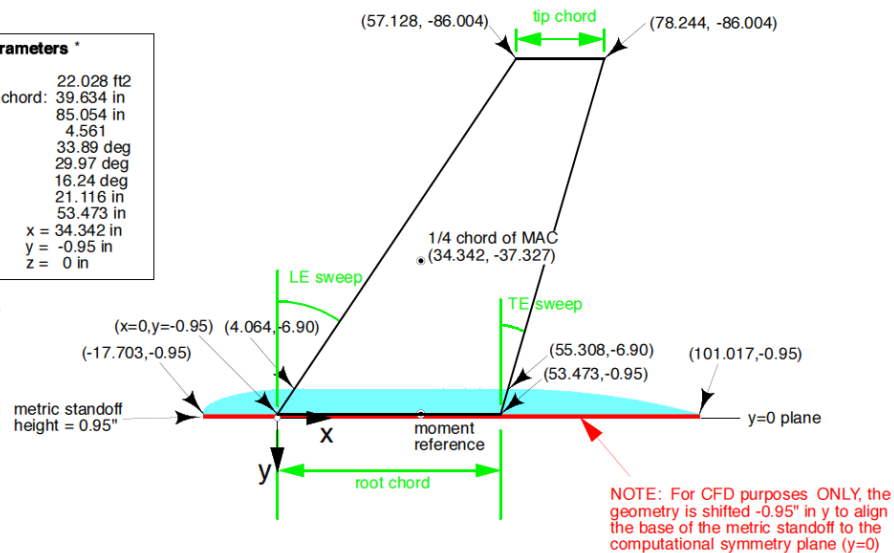 (57.128, -86.004)
tip chord
(78.244, -86.004)
rameters *
22.028 ft2
chord: 39.634 in
85.054 in
4.561
33.89 deg
29.97 deg
16.24 deg
21.116 in
53.473 in
x = 34.342 in
y = -0.95 in
z = 0 in
1/4 chord of MAC
(34.342, -37.327)
LE sweep
TE sweep
(x=0,y=-0.95)
(4.064,-6.90)
(-17.703,-0.95)
(55.308,-6.90)
(53.473,-0.95)
(101.017,-0.95)
metric standoff
height = 0.95"
x
moment
reference
y=0 plane
y
root chord
NOTE: For CFD purposes ONLY, the
geometry is shifted -0.95" in y to align
the base of the metric standoff to the
computational symmetry plane (y=0)